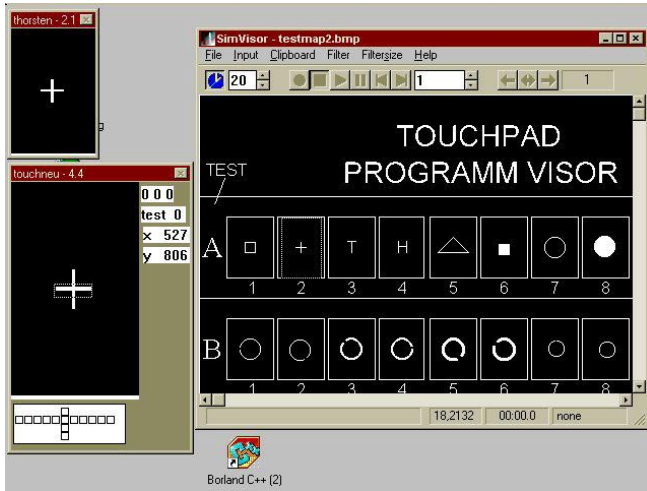 thorsten - 2.1
SimVisor - testmap2.bmp
File Input Clipboard Filter Filtersize Help
20
1
1
TOUCHPAD
TEST
PROGRAMM VISOR
A
T
H
1 2 3 4 5 6 7 8
B
1 2 3 4 5 6 7 8
18,2132 00:00.0 none
g
touchneu - 4.4
0 0 0
test 0
x 527
y 806
Borland C++ (2)